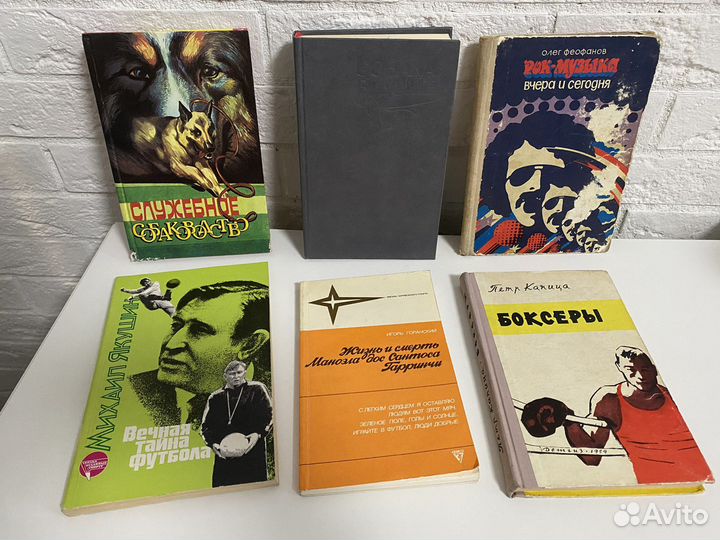 СЛУЖЕБНОЕ
СОБАКОВОДСТВО
ОЛЕГ ФЕОФАНОВ
РОК-МУЗЫКА
ВЧЕРА И СЕГОДНЯ
МИХАИЛ ЯКУШИН
Вечная
тайна
футбола
ИГОРЬ ГОРАНСКИЙ
Жизнь и смерть
Маноэла дос Сантоса
Гарринчи
С ЛЕГКИМ СЕРДЦЕМ Я ОСТАВЛЯЮ
ЛЮДЯМ ВОТ ЭТОТ МЯЧ,
ЗЕЛЕНОЕ ПОЛЕ, ГОЛЫ И СОЛНЦЕ.
ИГРАЙТЕ В ФУТБОЛ, ЛЮДИ ДОБРЫЕ
Петр Капица
БОКСЕРЫ
Детгиз-1959
Avito